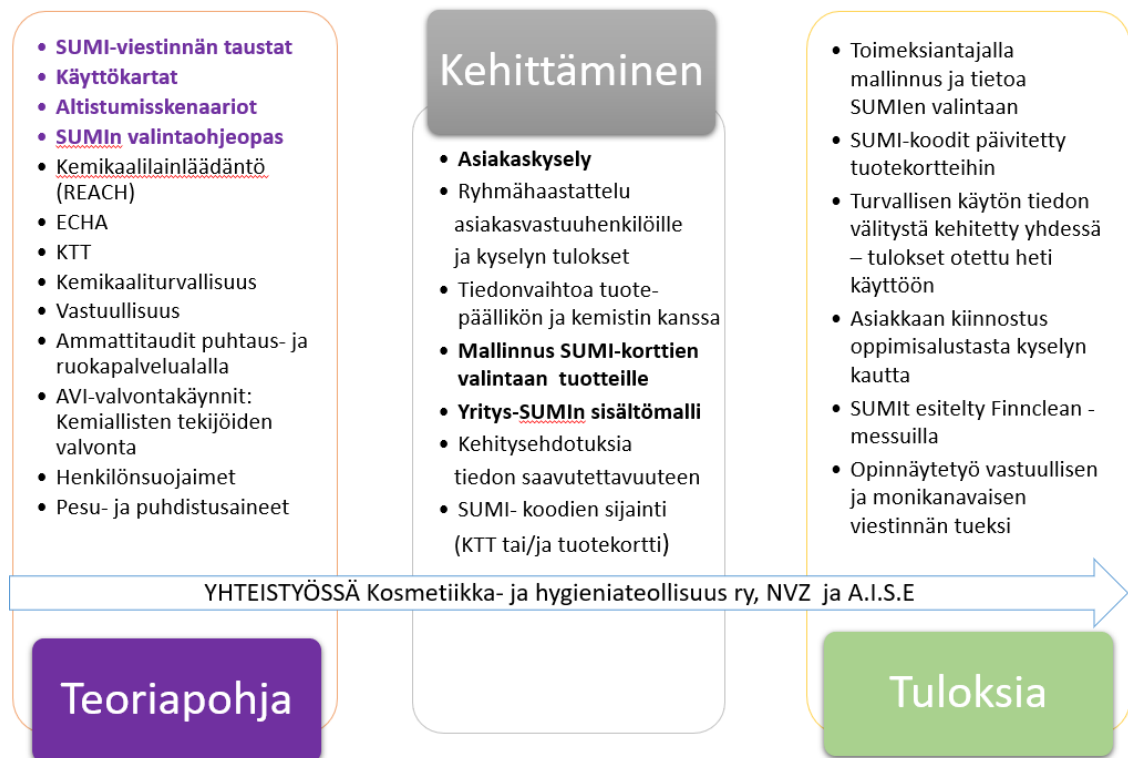 • SUMI-viestinnän taustat
• Käyttökartat
• Altistumisskenaariot
• SUMIn valintaohjeopas
• Kemikaalilainläädäntö
(REACH)
• ECHA
• KTT
• Kemikaaliturvallisuus
• Vastuullisuus
• Ammattitaudit puhtaus- ja
ruokapalvelualalla
• AVI-valvontakäynnit:
Kemiallisten tekijöiden
valvonta
• Henkilönsuojaimet
• Pesu- ja puhdistusaineet
Teoriapohja
Kehittäminen
• Asiakaskysely
• Ryhmähaastattelu
asiakasvastuuhenkilöille
ja kyselyn tulokset
• Tiedonvaihtoa tuote-
päällikön ja kemistin kanssa
• Mallinnus SUMI-korttien
valintaan tuotteille
• Yritys-SUMIn sisältömalli
• Kehitysehdotuksia
tiedon saavutettavuuteen
• SUMI- koodien sijainti
(KTT tai/ja tuotekortti)
• Toimeksiantajalla
mallinnus ja tietoa
SUMIen valintaan
• SUMI-koodit päivitetty
tuotekortteihin
• Turvallisen käytön tiedon
välitystä kehitetty yhdessä
– tulokset otettu heti
käyttöön
• Asiakkaan kiinnostus
oppimisalustasta kyselyn
kautta
• SUMIt esitelty Finnclean -
messuilla
• Opinnäytetyö vastuullisen
ja monikanavaisen
viestinnän tueksi
Tuloksia
YHTEISTYÖSSÄ Kosmetiikka- ja hygieniateollisuus ry, NVZ ja A.I.S.E